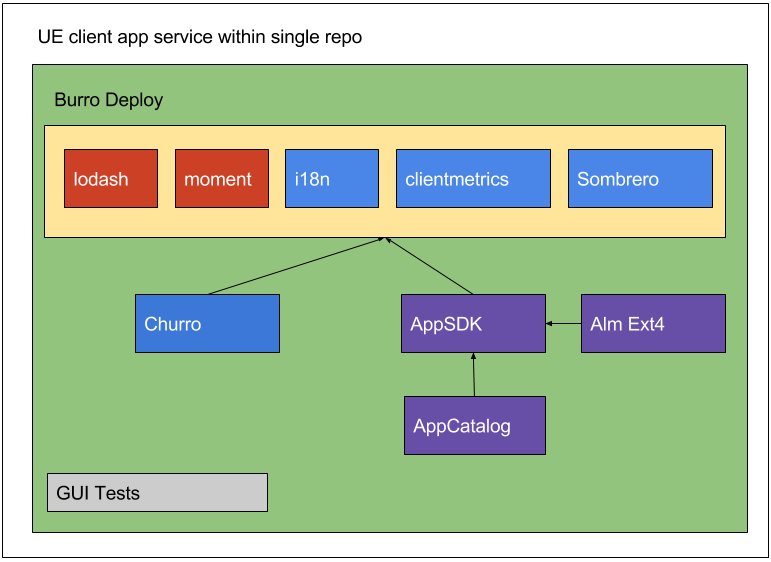 UE client app service within single repo
Burro Deploy
lodash
moment
i18n
clientmetrics
Sombrero
Churro
AppSDK
Alm Ext4
AppCatalog
GUI Tests